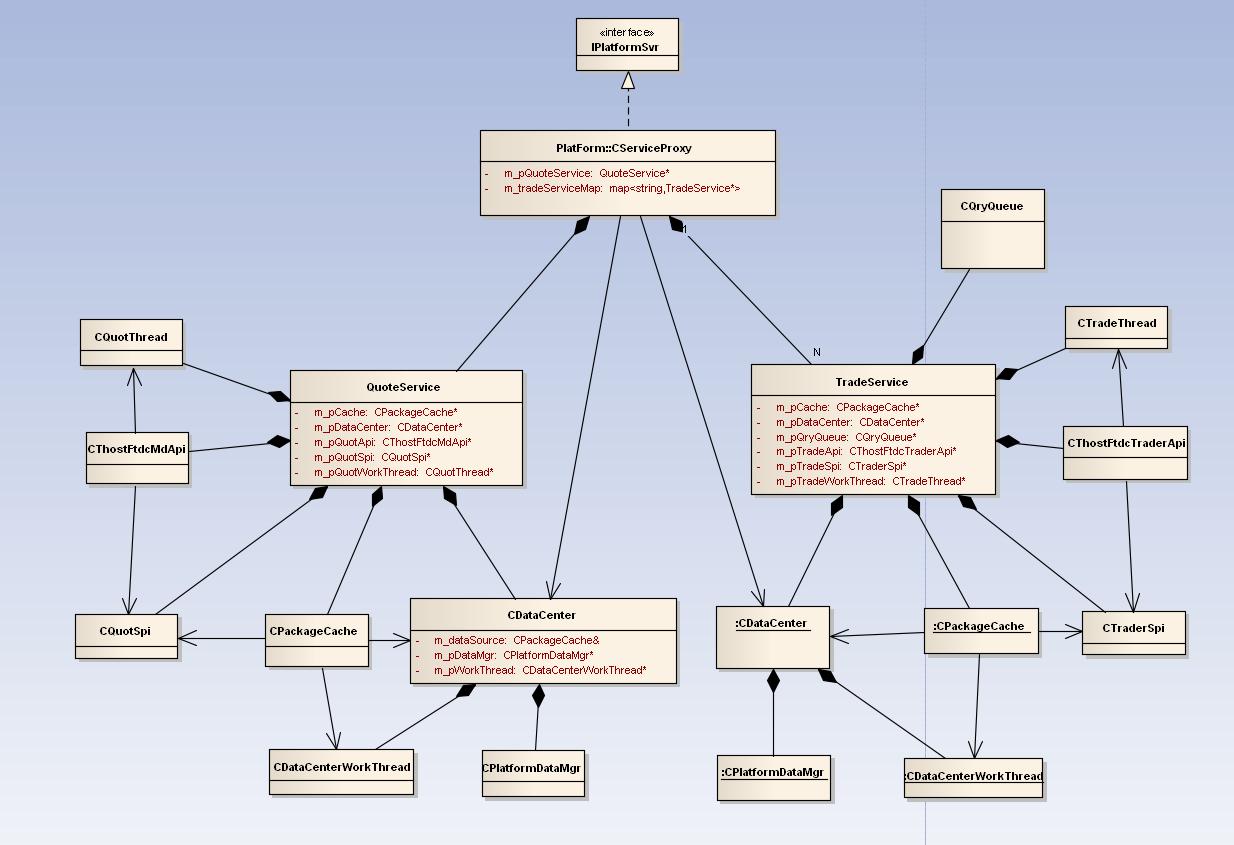 «interface»
IPlatformSvr
PlatForm::CServiceProxy
- m_pQuoteService: QuoteService*
- m_tradeServiceMap: map<string,TradeService*>
1
N
CQryQueue
CQuotThread
CTradeThread
QuoteService
- m_pCache: CPackageCache*
- m_pDataCenter: CDataCenter*
- m_pQuotApi: CThostFtdcMdApi*
- m_pQuotSpi: CQuotSpi*
- m_pQuotWorkThread: CQuotThread*
TradeService
- m_pCache: CPackageCache*
- m_pDataCenter: CDataCenter*
- m_pQryQueue: CQryQueue*
- m_pTradeApi: CThostFtdcTraderApi*
- m_pTradeSpi: CTraderSpi*
- m_pTradeWorkThread: CTradeThread*
CThostFtdcMdApi
CThostFtdcTraderApi
CQuotSpi
CPackageCache
CDataCenter
- m_dataSource: CPackageCache&
- m_pDataMgr: CPlatformDataMgr*
- m_pWorkThread: CDataCenterWorkThread*
:CDataCenter
:CPackageCache
CTraderSpi
CDataCenterWorkThread
CPlatformDataMgr
:CPlatformDataMgr
:CDataCenterWorkThread